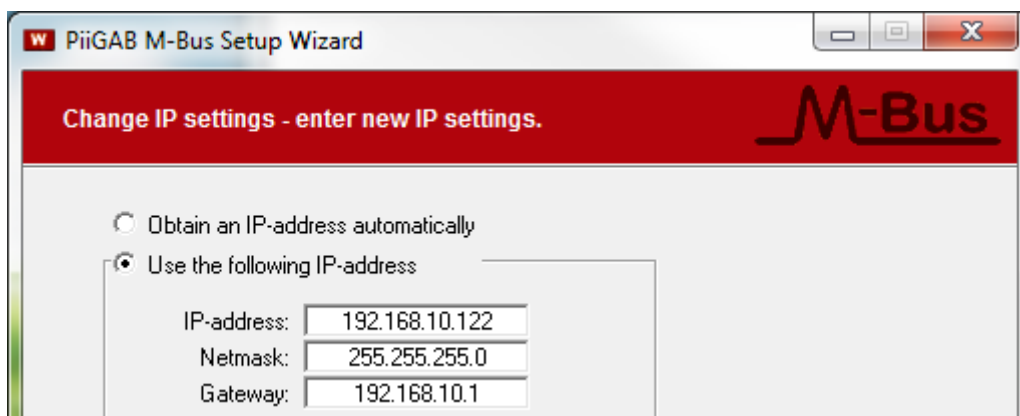 W PiiGAB M-Bus Setup Wizard
Change IP settings - enter new IP settings.
M-Bus
Obtain an IP-address automatically
Use the following IP-address
IP-address: 192.168.10.122
Netmask: 255.255.255.0
Gateway: 192.168.10.1